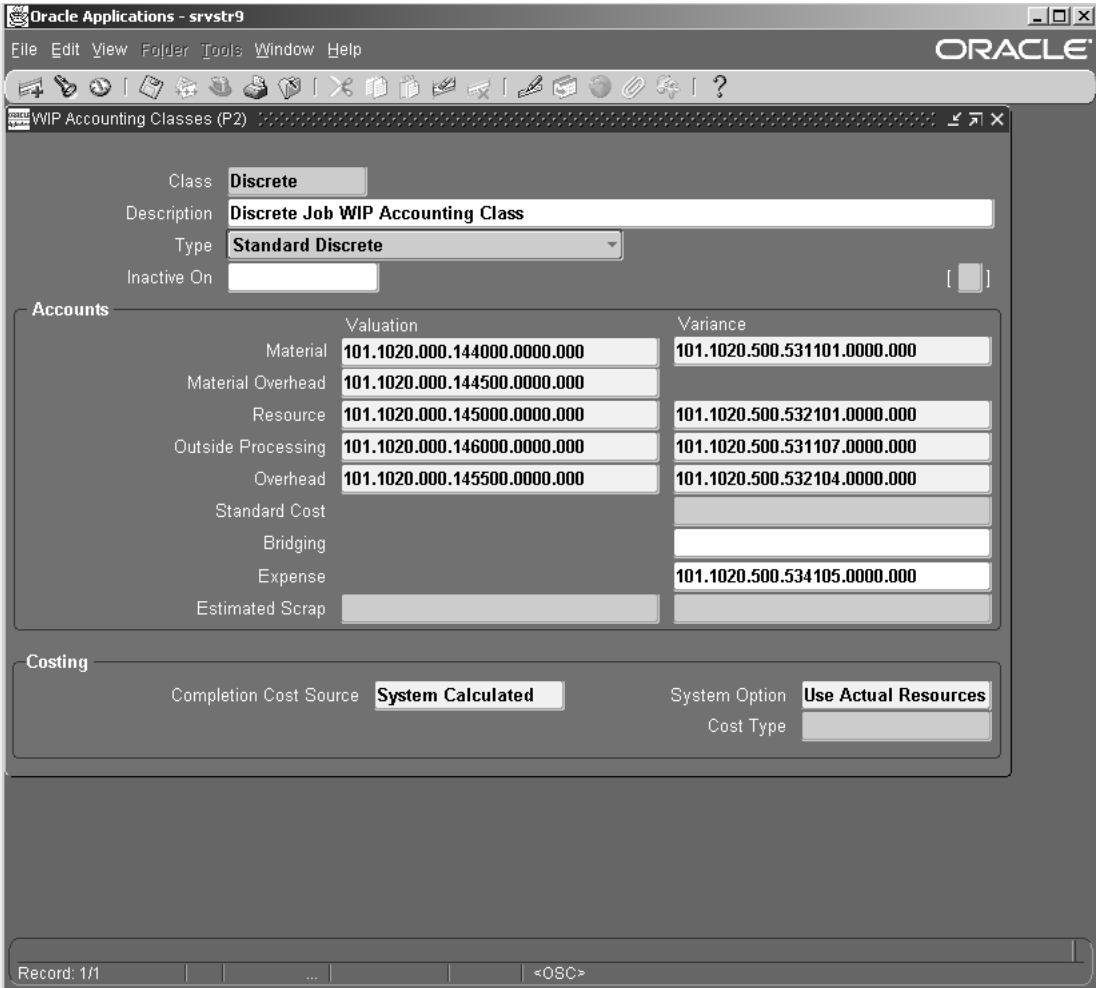 Oracle Applications - srvstr9
File Edit View Folder Tools Window Help
ORACLE
?
WIP Accounting Classes (P2)
Class Discrete
Description Discrete Job WIP Accounting Class
Type Standard Discrete
Inactive On [ ]
Accounts
Valuation Variance
Material 101.1020.000.144000.0000.000 101.1020.500.531101.0000.000
Material Overhead 101.1020.000.144500.0000.000
Resource 101.1020.000.145000.0000.000 101.1020.500.532101.0000.000
Outside Processing 101.1020.000.146000.0000.000 101.1020.500.531107.0000.000
Overhead 101.1020.000.145500.0000.000 101.1020.500.532104.0000.000
Standard Cost
Bridging
Expense 101.1020.500.534105.0000.000
Estimated Scrap
Costing
Completion Cost Source System Calculated System Option Use Actual Resources
Cost Type
Record: 1/1 ... <OSC>